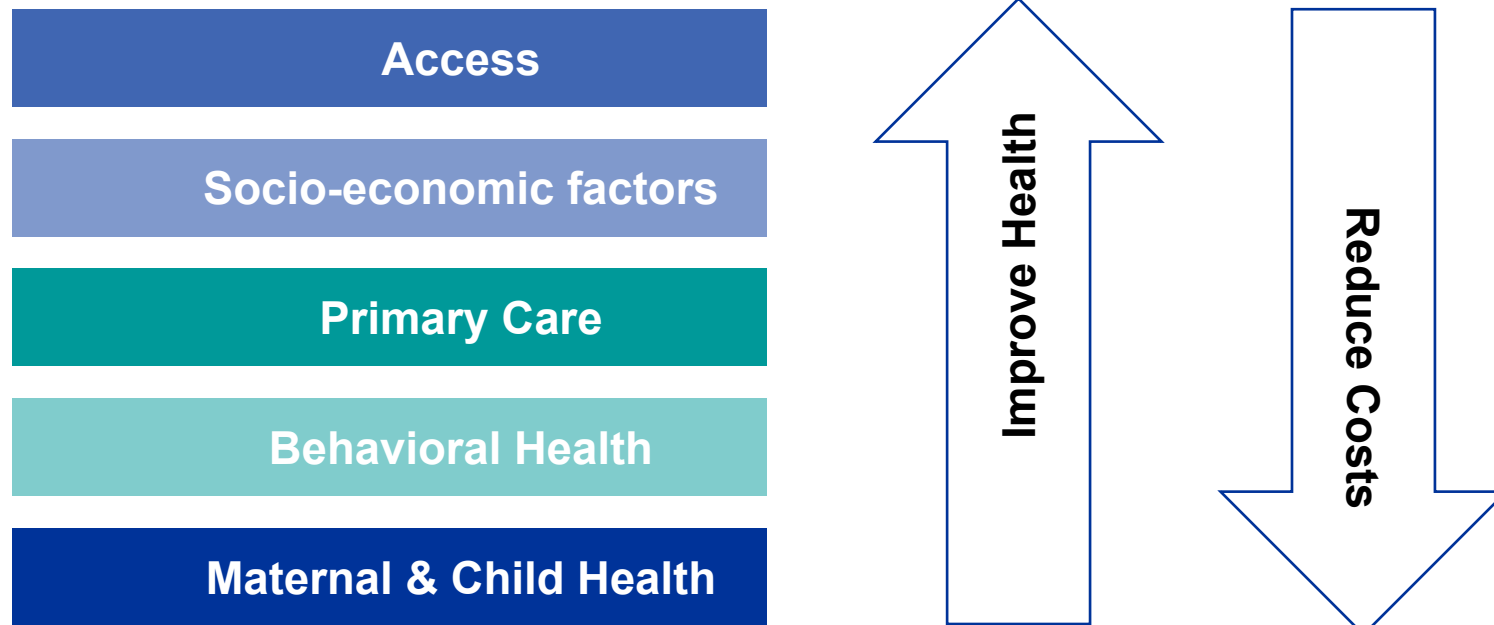 Access
Socio-economic factors
Primary Care
Behavioral Health
Maternal & Child Health
Improve Health
Reduce Costs